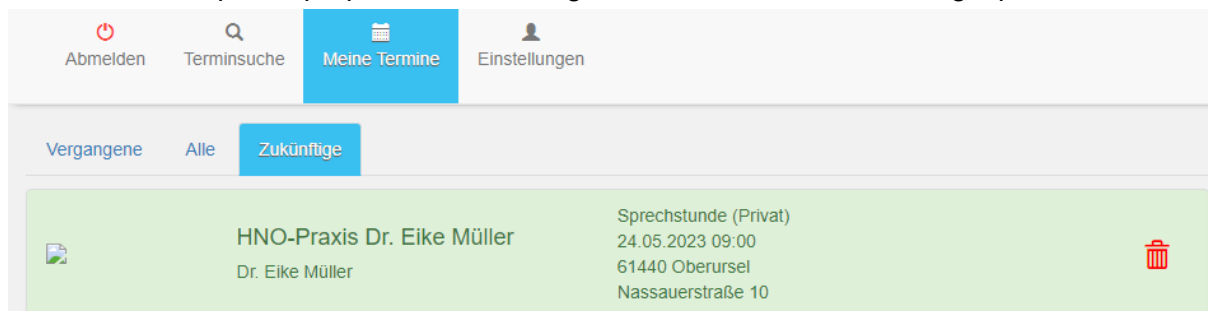 Abmelden Terminsuche Meine Termine Einstellungen
Vergangene Alle Zukünftige
HNO-Praxis Dr. Eike Müller
Dr. Eike Müller
Sprechstunde (Privat)
24.05.2023 09:00
61440 Oberursel
Nassauerstraße 10